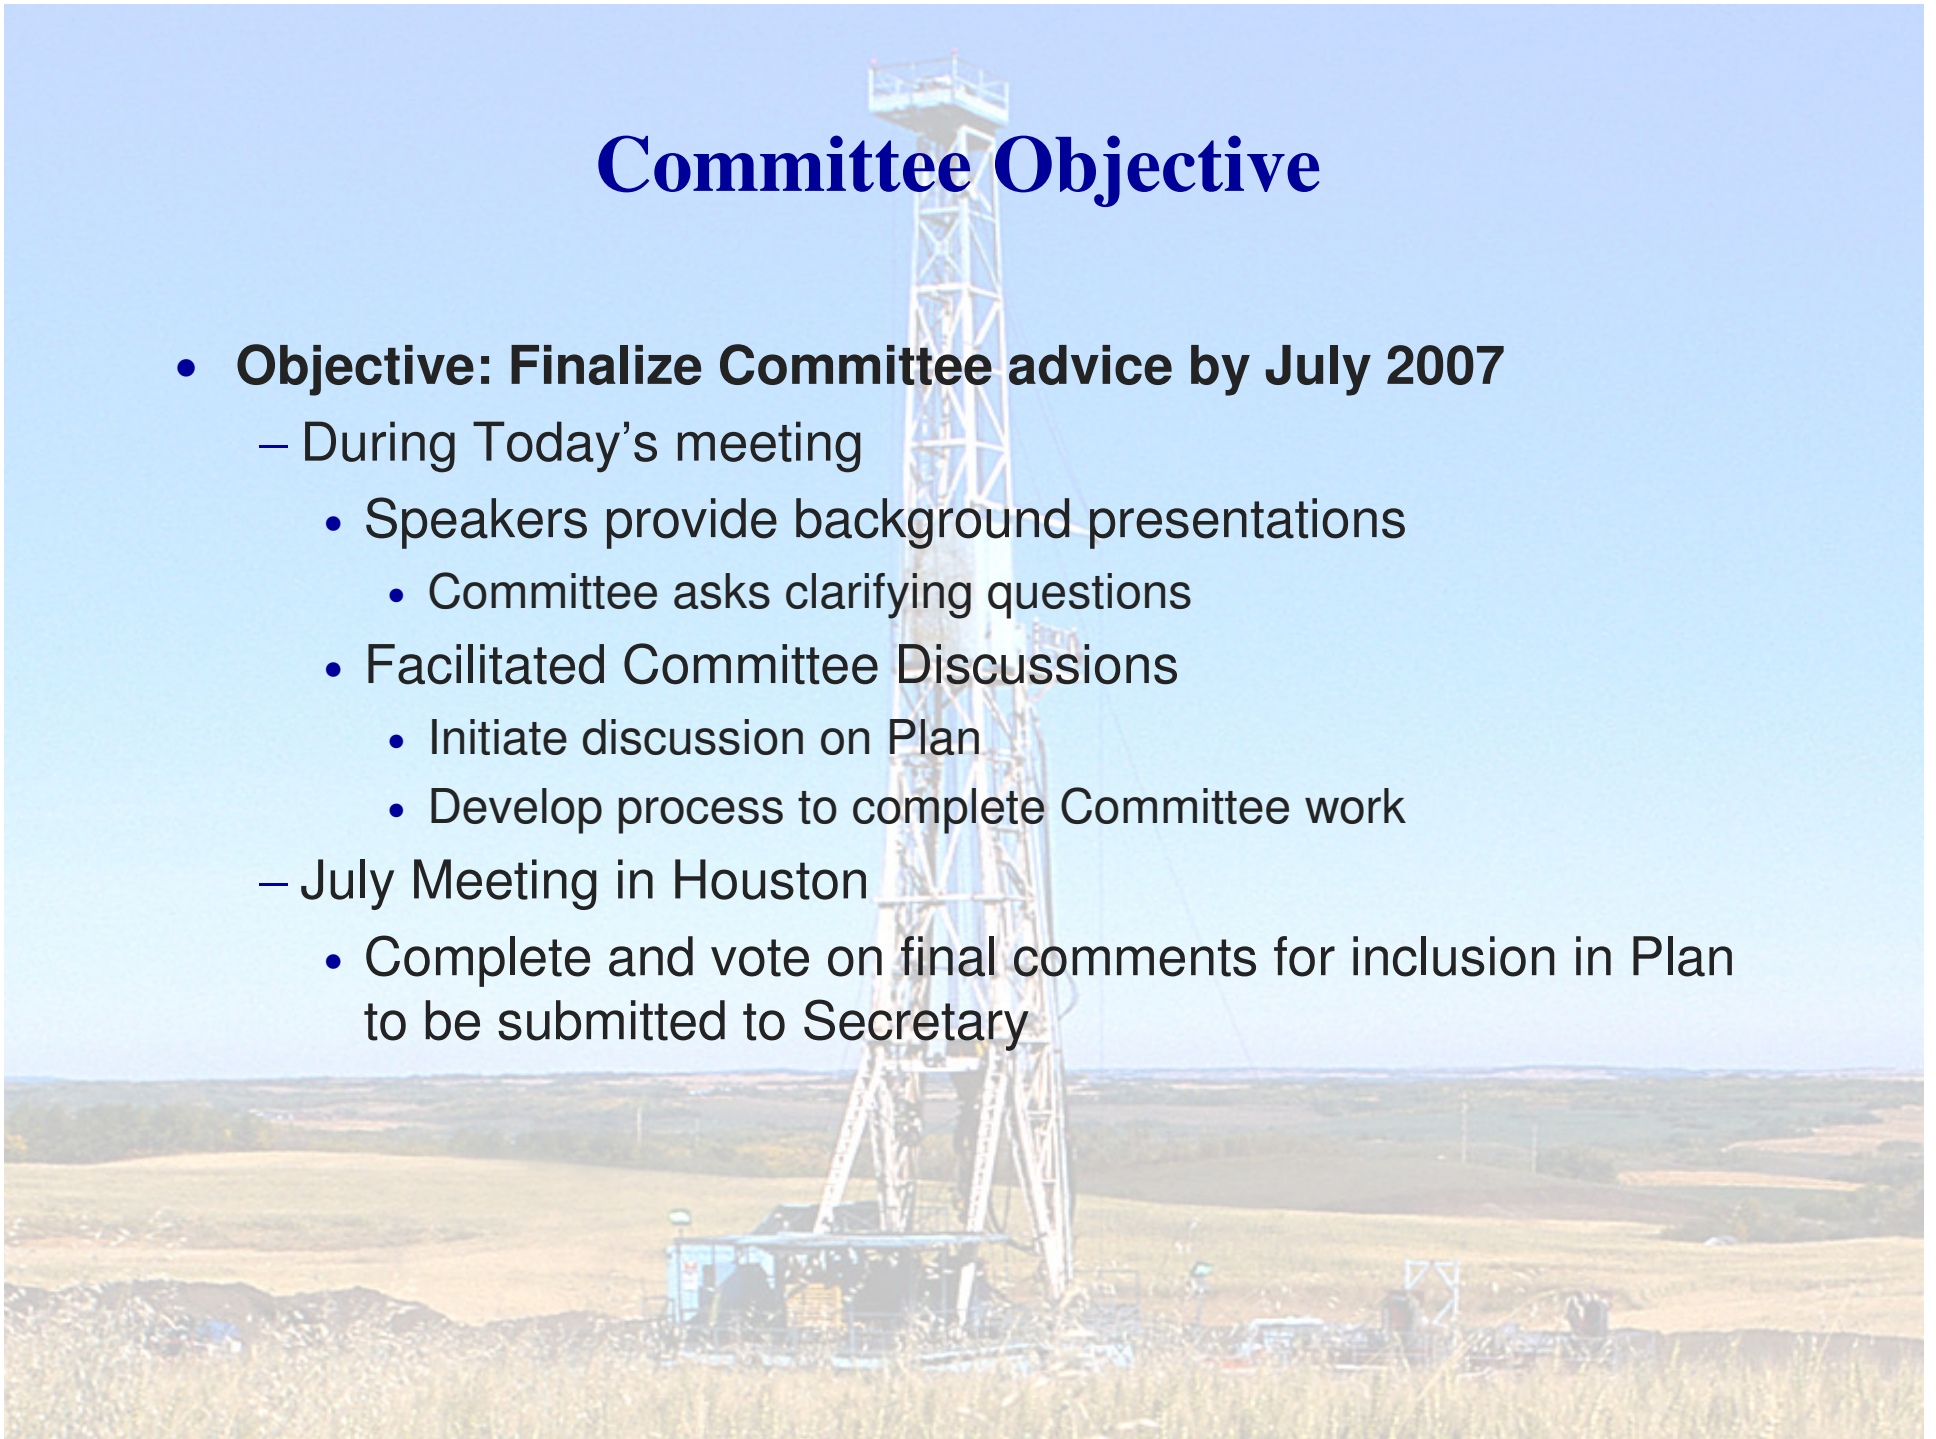 Committee Objective
• Objective: Finalize Committee advice by July 2007
– During Today’s meeting
• Speakers provide background presentations
• Committee asks clarifying questions
• Facilitated Committee Discussions
• Initiate discussion on Plan
• Develop process to complete Committee work
– July Meeting in Houston
• Complete and vote on final comments for inclusion in Plan
to be submitted to Secretary